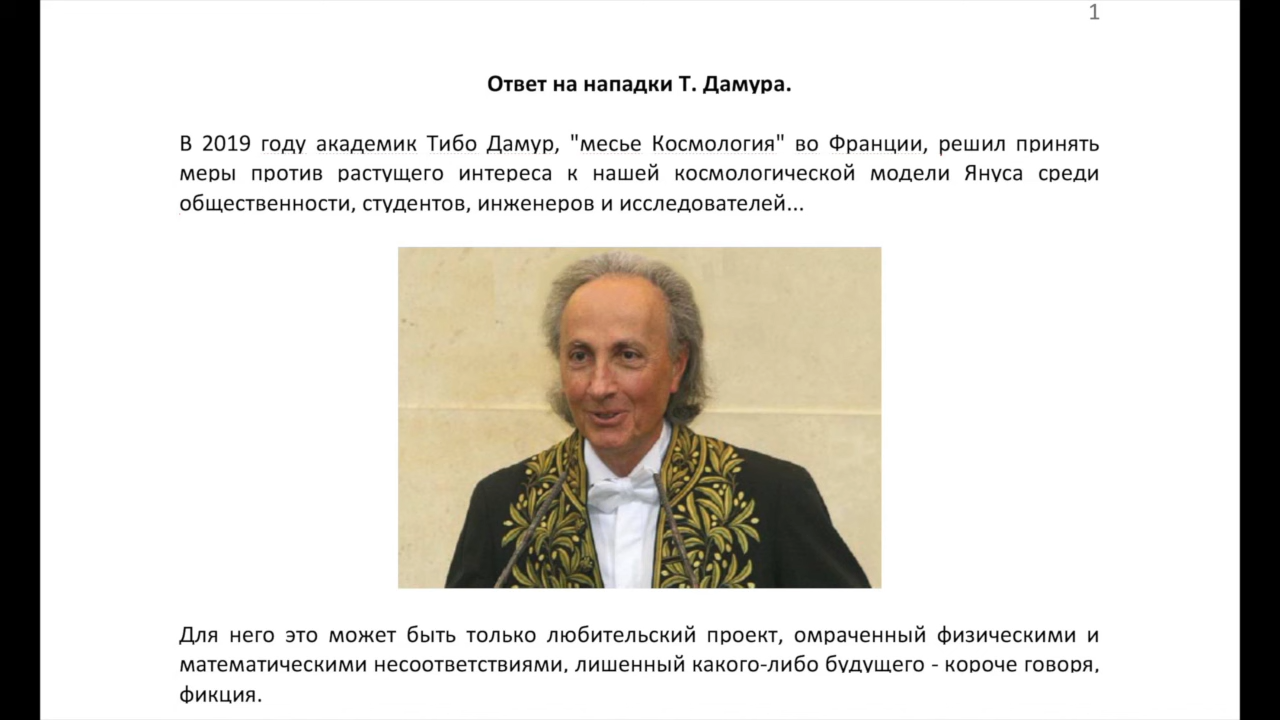 1
Ответ на нападки Т. Дамура.
В 2019 году академик Тибо Дамур, "месье Космология" во Франции, решил принять
меры против растущего интереса к нашей космологической модели Януса среди
общественности, студентов, инженеров и исследователей...
Для него это может быть только любительский проект, омраченный физическими и
математическими несоответствиями, лишенный какого-либо будущего - короче говоря,
фикция.